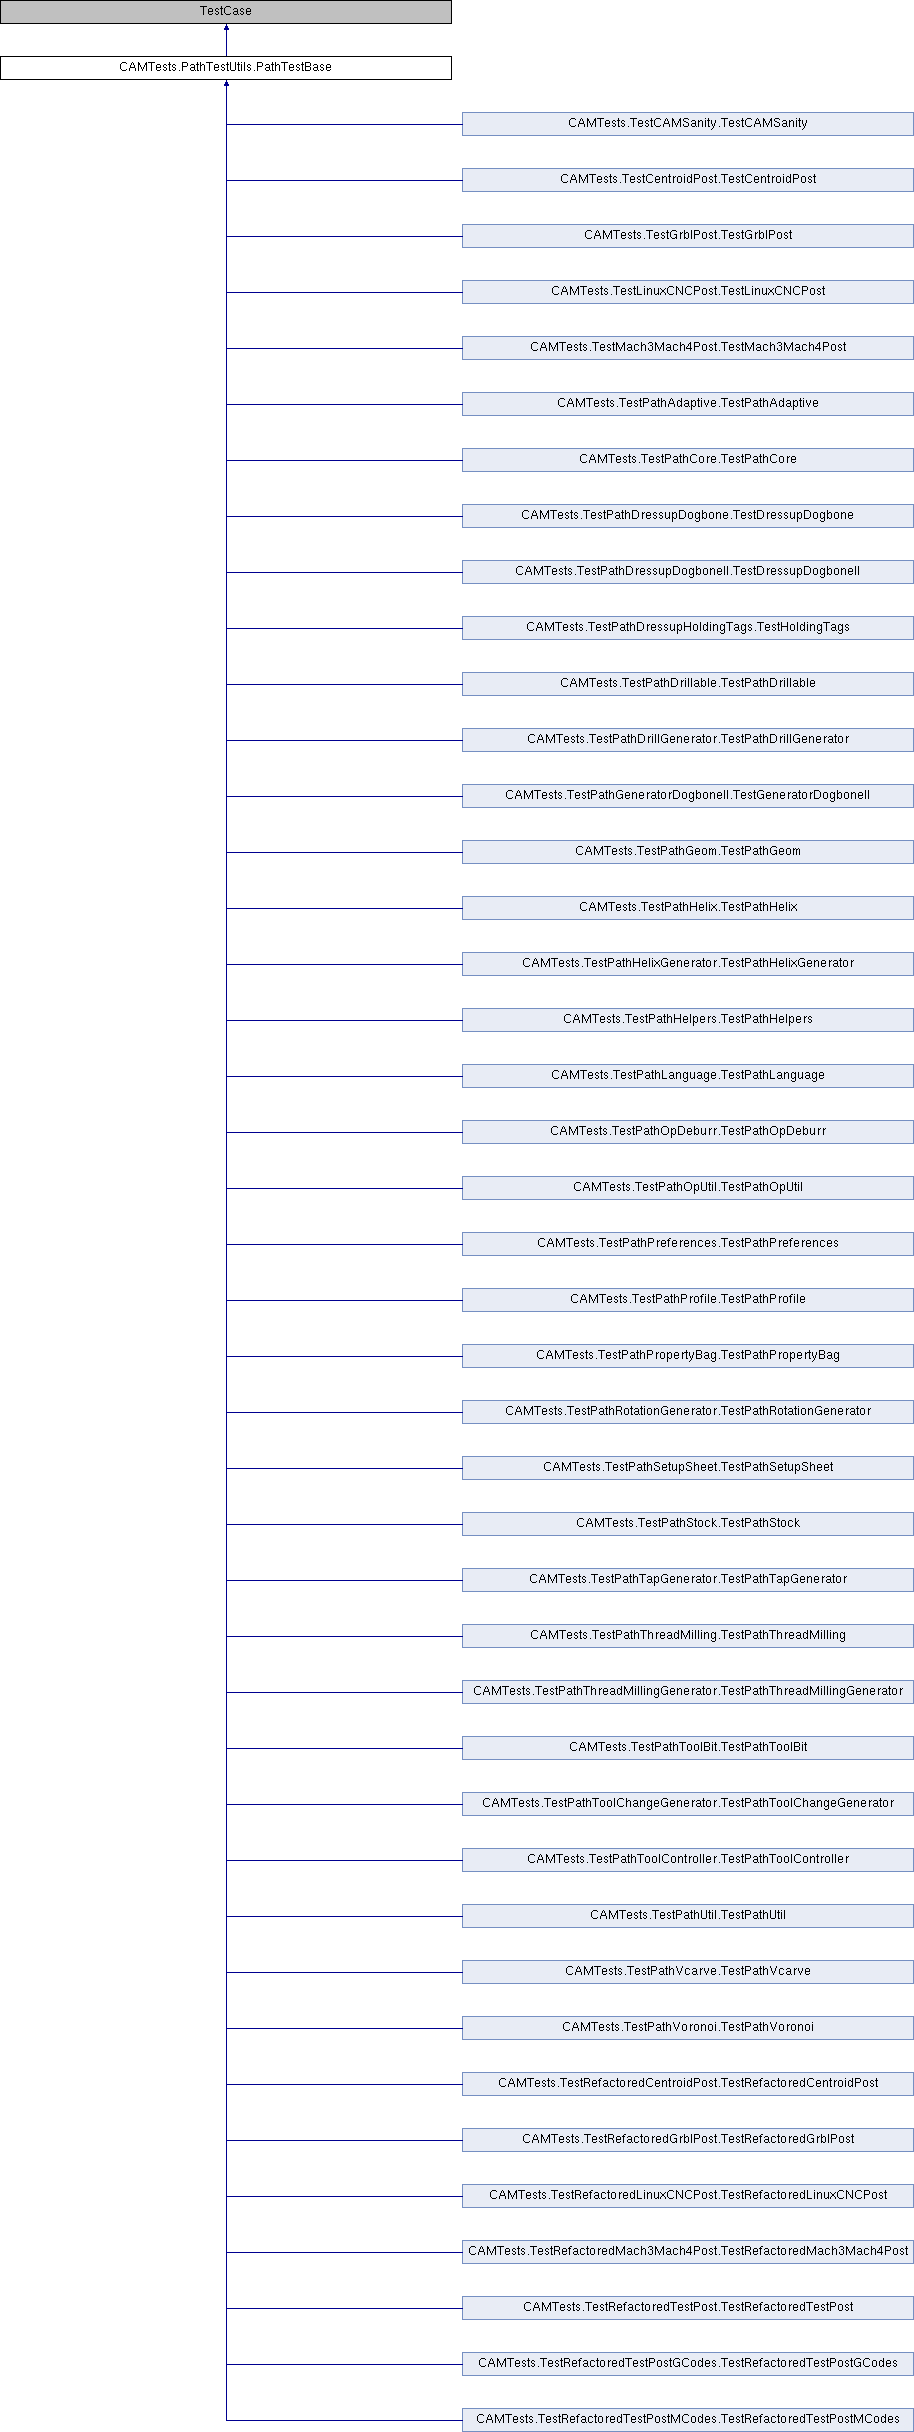 TestCase
CAMTests.PathTestUtils.PathTestBase
CAMTests.TestCAMSanity.TestCAMSanity
CAMTests.TestCentroidPost.TestCentroidPost
CAMTests.TestGrblPost.TestGrblPost
CAMTests.TestLinuxCNCPost.TestLinuxCNCPost
CAMTests.TestMach3Mach4Post.TestMach3Mach4Post
CAMTests.TestPathAdaptive.TestPathAdaptive
CAMTests.TestPathCore.TestPathCore
CAMTests.TestPathDressupDogbone.TestDressupDogbone
CAMTests.TestPathDressupDogboneII.TestDressupDogboneII
CAMTests.TestPathDressupHoldingTags.TestHoldingTags
CAMTests.TestPathDrillable.TestPathDrillable
CAMTests.TestPathDrillGenerator.TestPathDrillGenerator
CAMTests.TestPathGeneratorDogboneII.TestGeneratorDogboneII
CAMTests.TestPathGeom.TestPathGeom
CAMTests.TestPathHelix.TestPathHelix
CAMTests.TestPathHelixGenerator.TestPathHelixGenerator
CAMTests.TestPathHelpers.TestPathHelpers
CAMTests.TestPathLanguage.TestPathLanguage
CAMTests.TestPathOpDeburr.TestPathOpDeburr
CAMTests.TestPathOpUtil.TestPathOpUtil
CAMTests.TestPathPreferences.TestPathPreferences
CAMTests.TestPathProfile.TestPathProfile
CAMTests.TestPathPropertyBag.TestPathPropertyBag
CAMTests.TestPathRotationGenerator.TestPathRotationGenerator
CAMTests.TestPathSetupSheet.TestPathSetupSheet
CAMTests.TestPathStock.TestPathStock
CAMTests.TestPathTapGenerator.TestPathTapGenerator
CAMTests.TestPathThreadMilling.TestPathThreadMilling
CAMTests.TestPathThreadMillingGenerator.TestPathThreadMillingGenerator
CAMTests.TestPathToolBit.TestPathToolBit
CAMTests.TestPathToolChangeGenerator.TestPathToolChangeGenerator
CAMTests.TestPathToolController.TestPathToolController
CAMTests.TestPathUtil.TestPathUtil
CAMTests.TestPathVcarve.TestPathVcarve
CAMTests.TestPathVoronoi.TestPathVoronoi
CAMTests.TestRefactoredCentroidPost.TestRefactoredCentroidPost
CAMTests.TestRefactoredGrblPost.TestRefactoredGrblPost
CAMTests.TestRefactoredLinuxCNCPost.TestRefactoredLinuxCNCPost
CAMTests.TestRefactoredMach3Mach4Post.TestRefactoredMach3Mach4Post
CAMTests.TestRefactoredTestPost.TestRefactoredTestPost
CAMTests.TestRefactoredTestPostGCodes.TestRefactoredTestPostGCodes
CAMTests.TestRefactoredTestPostMCodes.TestRefactoredTestPostMCodes